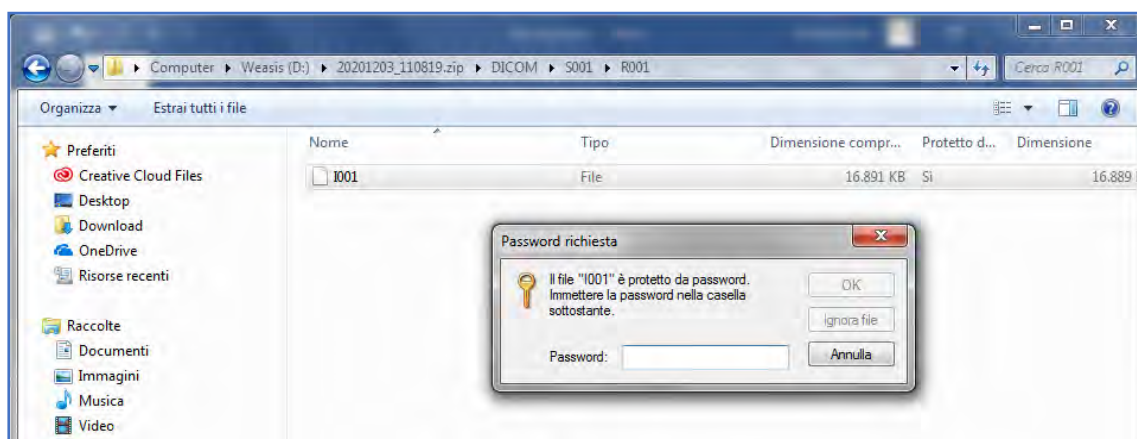 Computer ▸ Weasis (D:) ▸ 20201203_110819.zip ▸ DICOM ▸ S001 ▸ R001
Cerca R001
Organizza
Estrai tutti i file
Nome
Tipo
Dimensione compr...
Protetto d...
Dimensione
I001
File
16.891 KB
Sì
16.889
Preferiti
Creative Cloud Files
Desktop
Download
OneDrive
Risorse recenti
Raccolte
Documenti
Immagini
Musica
Video
Password richiesta
Il file "I001" è protetto da password.
Immettere la password nella casella
sottostante.
OK
Ignora file
Password:
Annulla